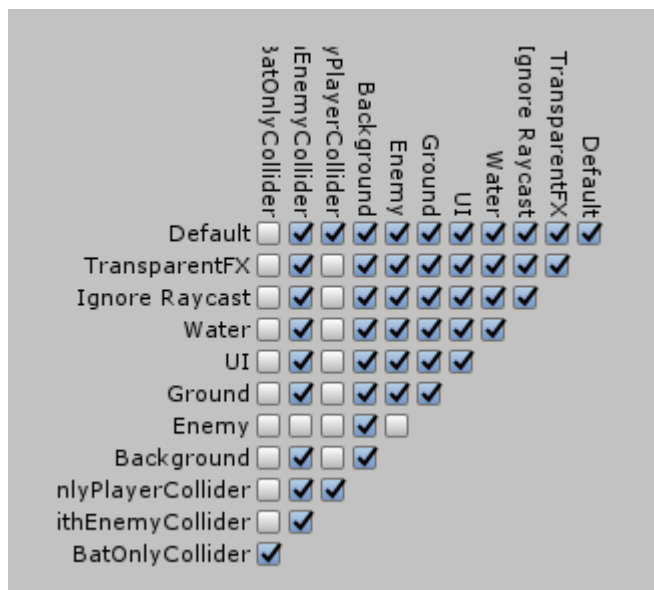 BatOnlyCollider
iEnemyCollider
yPlayerCollider
Background
Enemy
Ground
UI
Water
Ignore Raycast
TransparentFX
Default
Default
TransparentFX
Ignore Raycast
Water
UI
Ground
Enemy
Background
nlyPlayerCollider
ithEnemyCollider
BatOnlyCollider